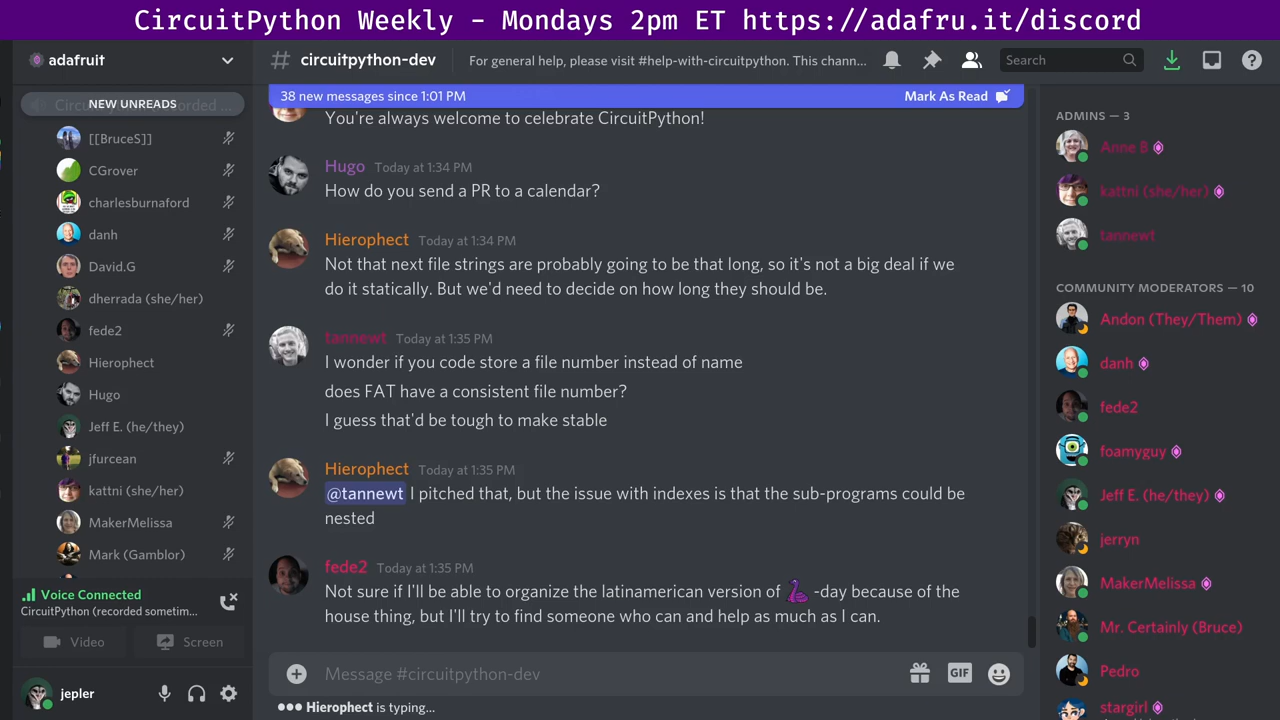 CircuitPython Weekly - Mondays 2pm ET https://adafru.it/discord
adafruit
NEW UNREADS
[[BruceS]]
CGrover
charlesburnaford
danh
David.G
dherrada (she/her)
fede2
Hierophect
Hugo
Jeff E. (he/they)
jfurcean
kattni (she/her)
MakerMelissa
Mark (Gamblor)
Voice Connected
CircuitPython (recorded sometim...
Video
Screen
jepler
# circuitpython-dev
For general help, please visit #help-with-circuitpython. This chann...
Search
38 new messages since 1:01 PM
Mark As Read
You're always welcome to celebrate CircuitPython!
Hugo Today at 1:34 PM
How do you send a PR to a calendar?
Hierophect Today at 1:34 PM
Not that next file strings are probably going to be that long, so it's not a big deal if we
do it statically. But we'd need to decide on how long they should be.
tannewt Today at 1:35 PM
I wonder if you code store a file number instead of name
does FAT have a consistent file number?
I guess that'd be tough to make stable
Hierophect Today at 1:35 PM
@tannewt I pitched that, but the issue with indexes is that the sub-programs could be
nested
fede2 Today at 1:35 PM
Not sure if I'll be able to organize the latinamerican version of -day because of the
house thing, but I'll try to find someone who can and help as much as I can.
Message #circuitpython-dev
GIF
Hierophect is typing...
ADMINS — 3
Anne B
kattni (she/her)
tannewt
COMMUNITY MODERATORS — 10
Andon (They/Them)
danh
fede2
foamyguy
Jeff E. (he/they)
jerryn
MakerMelissa
Mr. Certainly (Bruce)
Pedro
stargirl